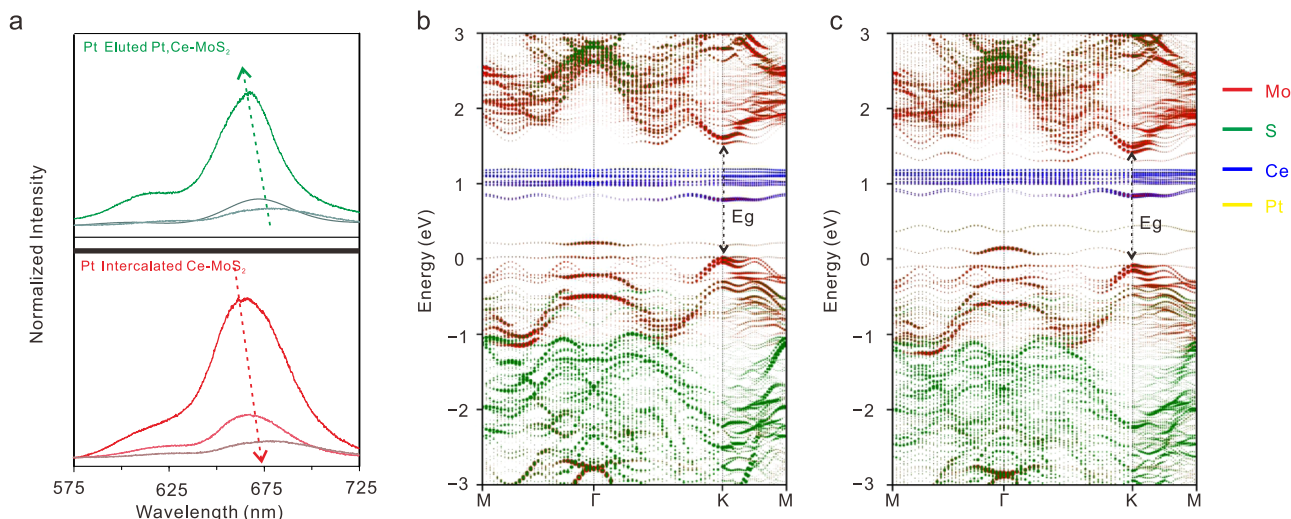 a
Pt Eluted Pt,Ce-MoS₂
Pt Intercalated Ce-MoS₂
Normalized Intensity
575
625
675
725
Wavelength (nm)
b
3
2
1
0
−1
−2
−3
Energy (eV)
Eg
M
Γ
K
M
c
3
2
1
0
−1
−2
−3
Energy (eV)
Eg
M
Γ
K
M
Mo
S
Ce
Pt